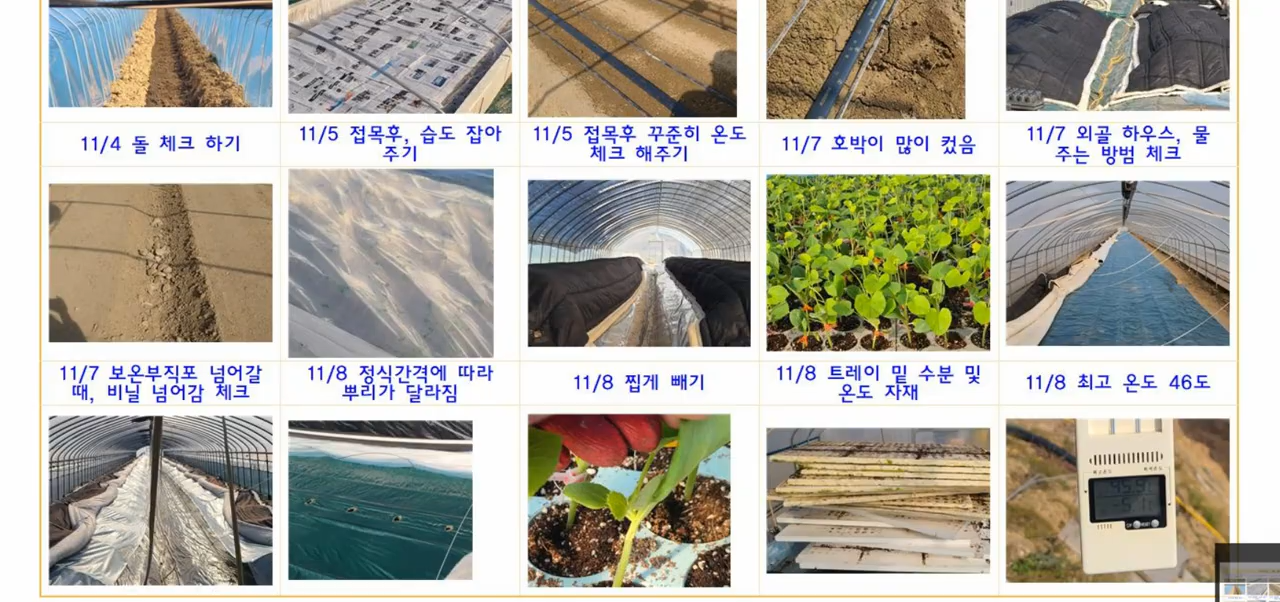 11/4 돌 체크 하기
11/5 접목후, 습도 잡아
주기
11/5 접목후 꾸준히 온도
체크 해주기
11/7 호박이 많이 컸음
11/7 외골 하우스, 물
주는 방범 체크
11/7 보온부직포 넘어갈
때, 비닐 넘어감 체크
11/8 정식간격에 따라
뿌리가 달라짐
11/8 찝게 빼기
11/8 트레이 밑 수분 및
온도 자재
11/8 최고 온도 46도